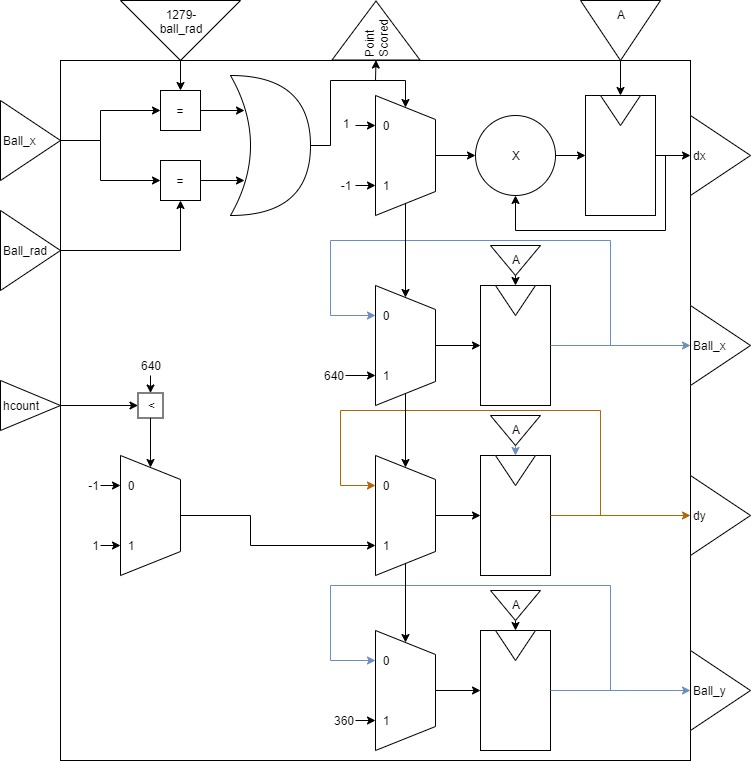 1279-
ball_rad
Point
Scored
A
Ball_x
=
0
1
X
dx
=
-1
1
Ball_rad
A
0
Ball_x
640
1
640
hcount
<
A
-1
0
0
dy
1
1
1
A
0
Ball_y
360
1